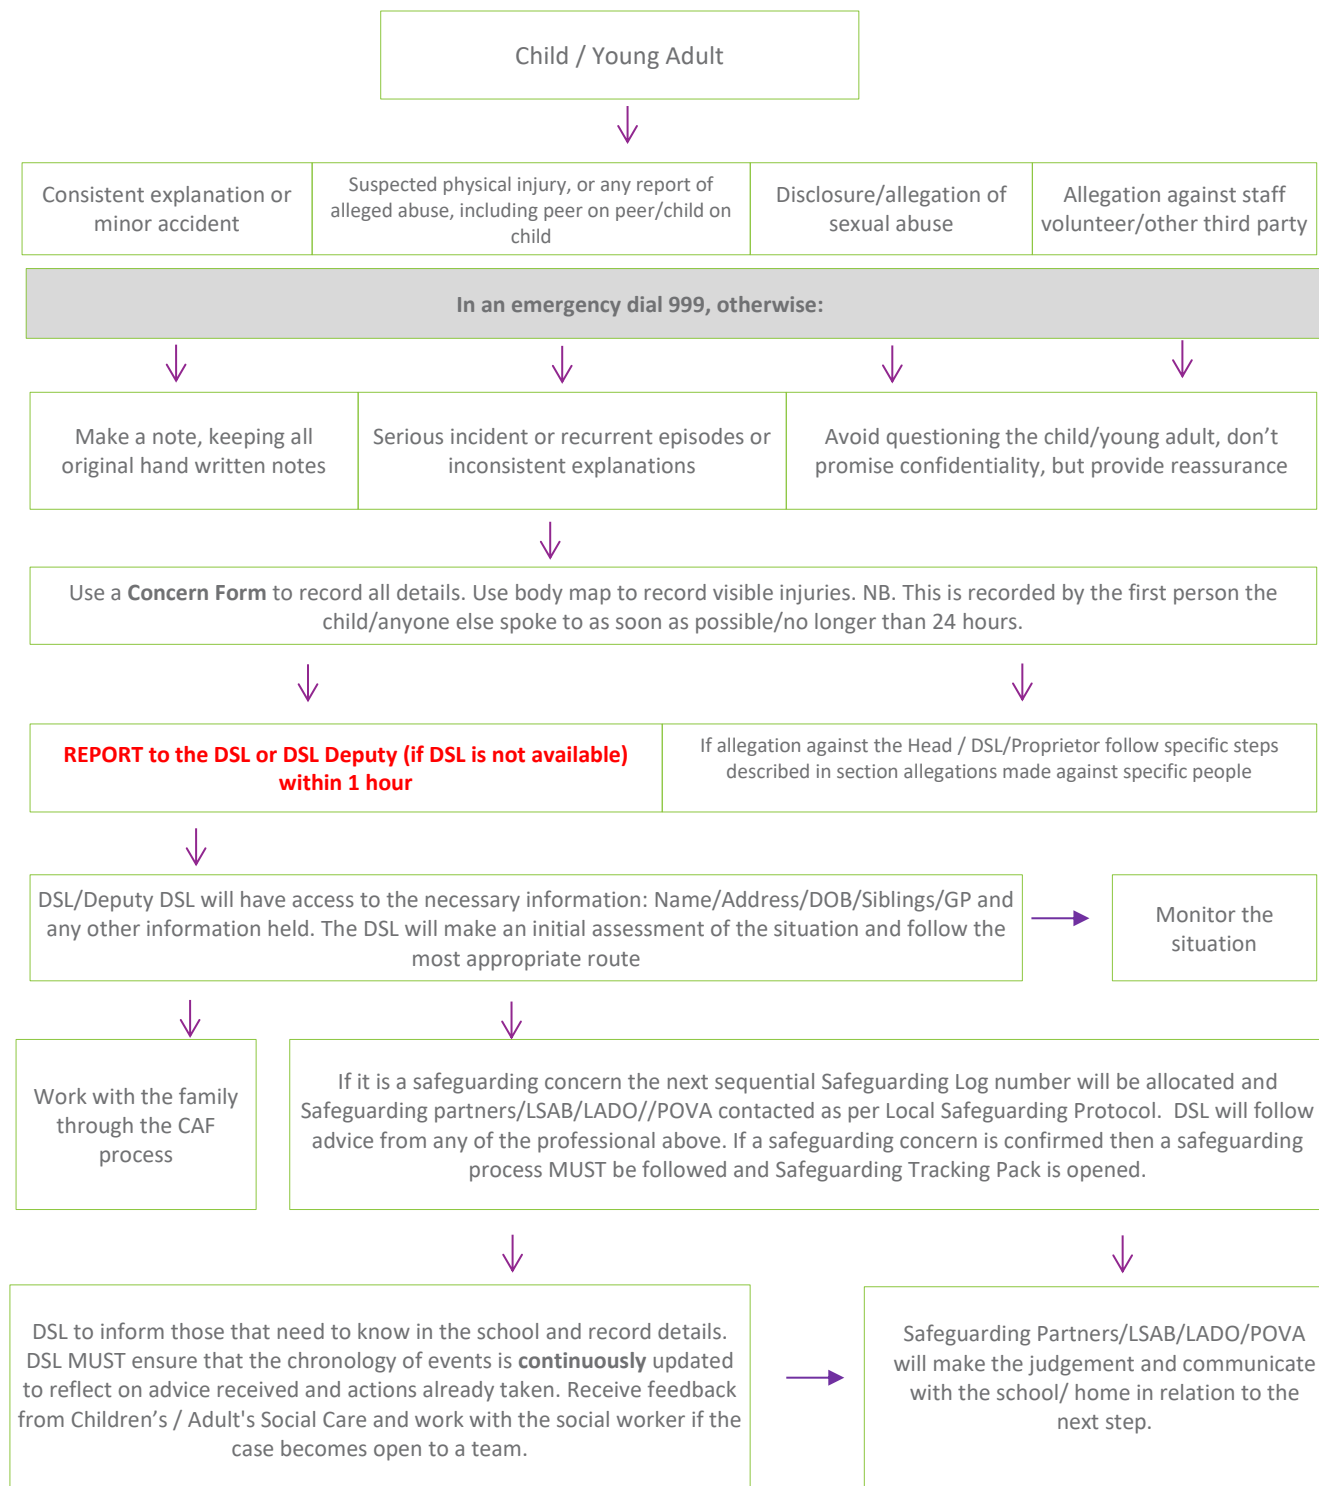 Child / Young Adult
Consistent explanation or
minor accident
Suspected physical injury, or any report of
alleged abuse, including peer on peer/child on
child
Disclosure/allegation of
sexual abuse
Allegation against staff
volunteer/other third party
In an emergency dial 999, otherwise:
Make a note, keeping all
original hand written notes
Serious incident or recurrent episodes or
inconsistent explanations
Avoid questioning the child/young adult, don’t
promise confidentiality, but provide reassurance
Use a Concern Form to record all details. Use body map to record visible injuries. NB. This is recorded by the first person the
child/anyone else spoke to as soon as possible/no longer than 24 hours.
REPORT to the DSL or DSL Deputy (if DSL is not available)
within 1 hour
If allegation against the Head / DSL/Proprietor follow specific steps
described in section allegations made against specific people
DSL/Deputy DSL will have access to the necessary information: Name/Address/DOB/Siblings/GP and
any other information held. The DSL will make an initial assessment of the situation and follow the
most appropriate route
Monitor the
situation
Work with the family
through the CAF
process
If it is a safeguarding concern the next sequential Safeguarding Log number will be allocated and
Safeguarding partners/LSAB/LADO//POVA contacted as per Local Safeguarding Protocol.  DSL will follow
advice from any of the professional above. If a safeguarding concern is confirmed then a safeguarding
process MUST be followed and Safeguarding Tracking Pack is opened.
DSL to inform those that need to know in the school and record details.
DSL MUST ensure that the chronology of events is continuously updated
to reflect on advice received and actions already taken. Receive feedback
from Children’s / Adult's Social Care and work with the social worker if the
case becomes open to a team.
Safeguarding Partners/LSAB/LADO/POVA
will make the judgement and communicate
with the school/ home in relation to the
next step.